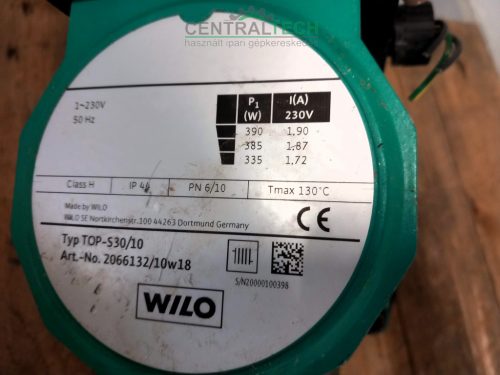 CENTRALTECH
használt ipari gépkereskedés
1~230V
50 Hz
P1 I(A)
(W) 230V
390 1,90
385 1,87
335 1,72
Class H IP 44 PN 6/10 Tmax 130°C
Made by WILO
WILO SE Nortkirchenstr.100 44263 Dortmund Germany
CE
Typ TOP-S30/10
Art.-No. 2066132/10w18
S/N20000100398
WILO